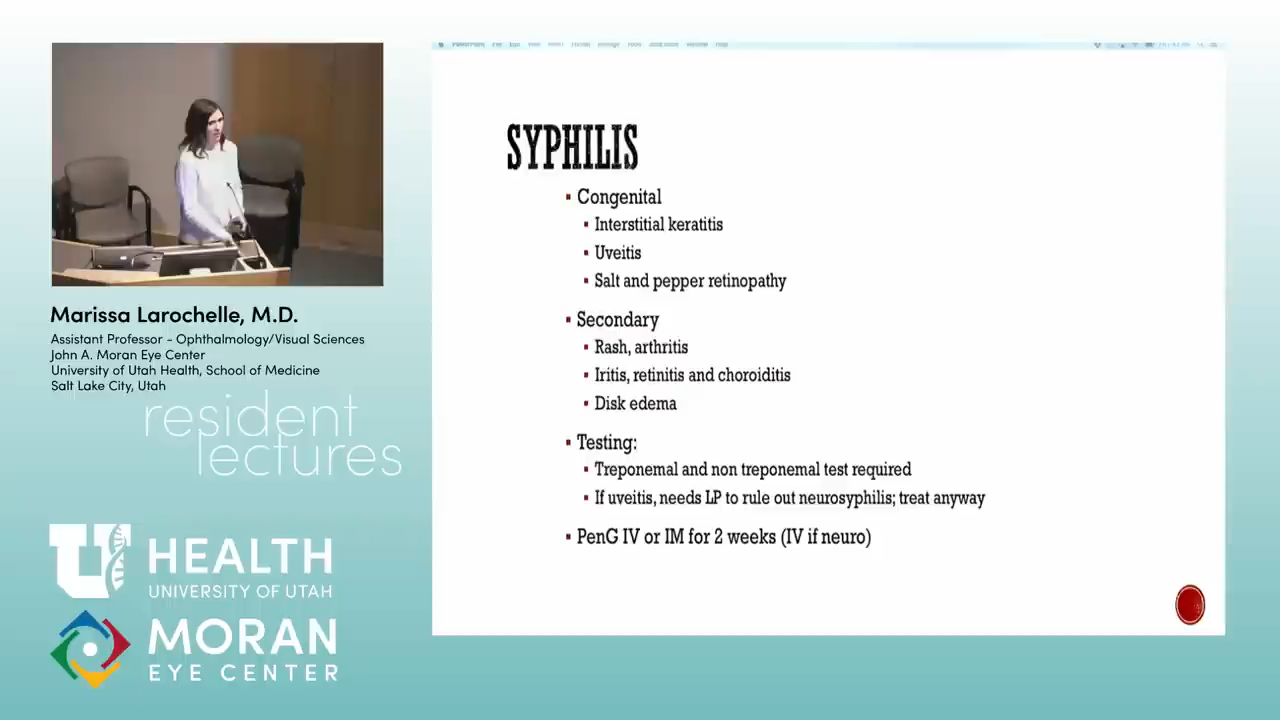 PowerPoint
SYPHILIS
Congenital
Interstitial keratitis
Uveitis
Salt and pepper retinopathy
Secondary
Rash, arthritis
Iritis, retinitis and choroiditis
Disk edema
Testing:
Treponemal and non treponemal test required
If uveitis, needs LP to rule out neurosyphilis; treat anyway
PenG IV or IM for 2 weeks (IV if neuro)
Marissa Larochelle, M.D.
Assistant Professor - Ophthalmology/Visual Sciences
John A. Moran Eye Center
University of Utah Health, School of Medicine
Salt Lake City, Utah
resident
lectures
U HEALTH
UNIVERSITY OF UTAH
MORAN
EYE CENTER